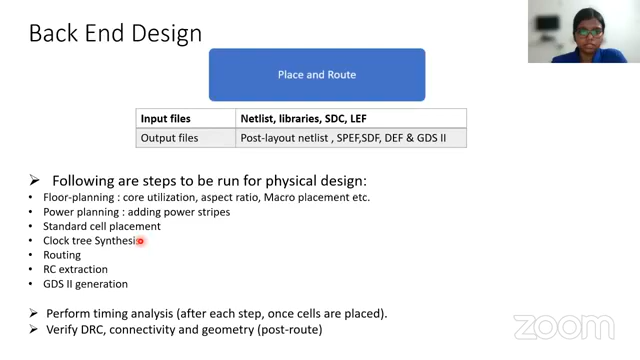 Back End Design
Place and Route
Input files Netlist, libraries, SDC, LEF
Output files Post-layout netlist , SPEF,SDF, DEF & GDS II
Following are steps to be run for physical design:
Floor-planning : core utilization, aspect ratio, Macro placement etc.
Power planning : adding power stripes
Standard cell placement
Clock tree Synthesis
Routing
RC extraction
GDS II generation
Perform timing analysis (after each step, once cells are placed).
Verify DRC, connectivity and geometry (post-route)
zoom